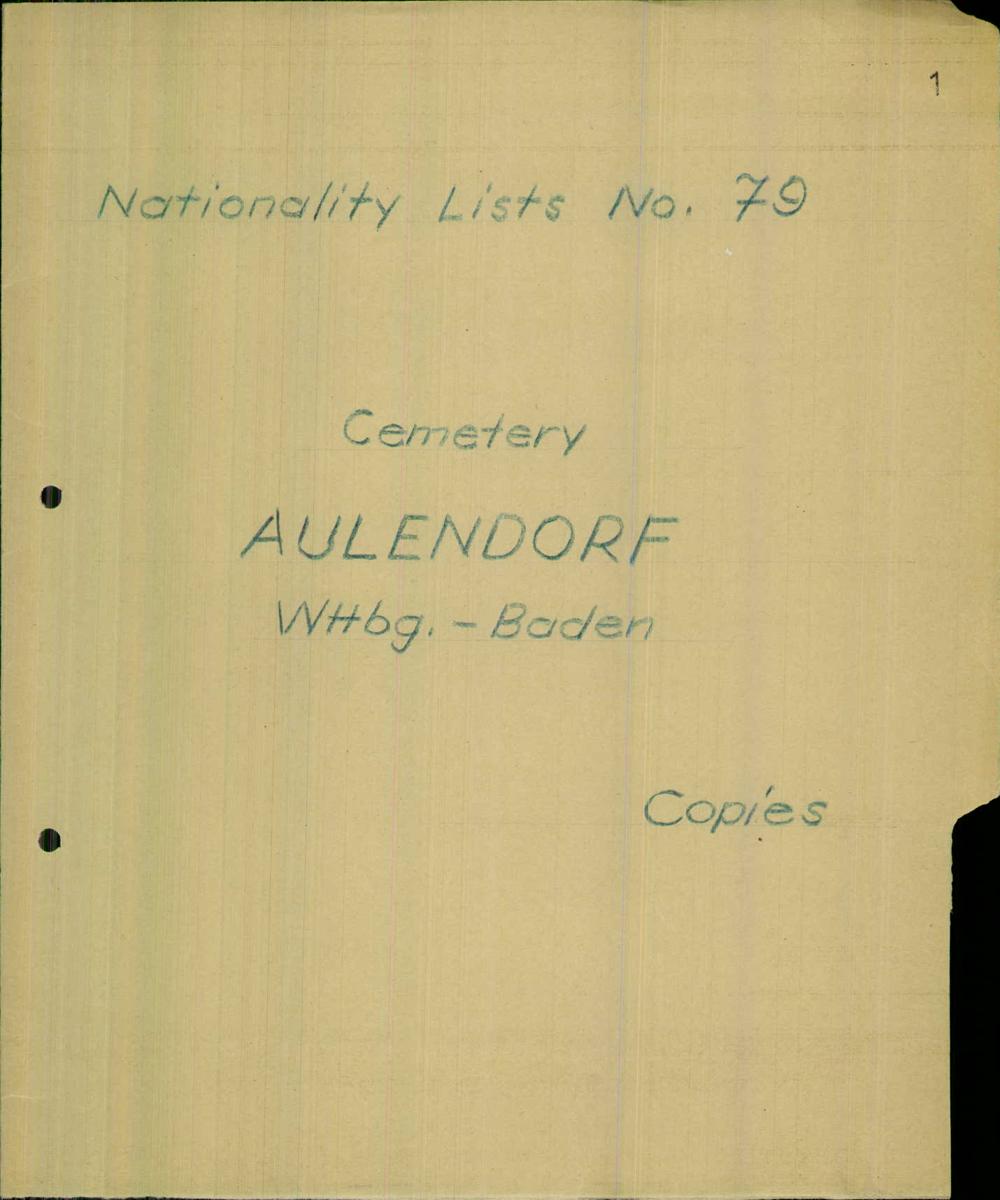 1
Nationality Lists No. 79
Cemetery
AULENDORF
Wttbg. - Baden
Copies